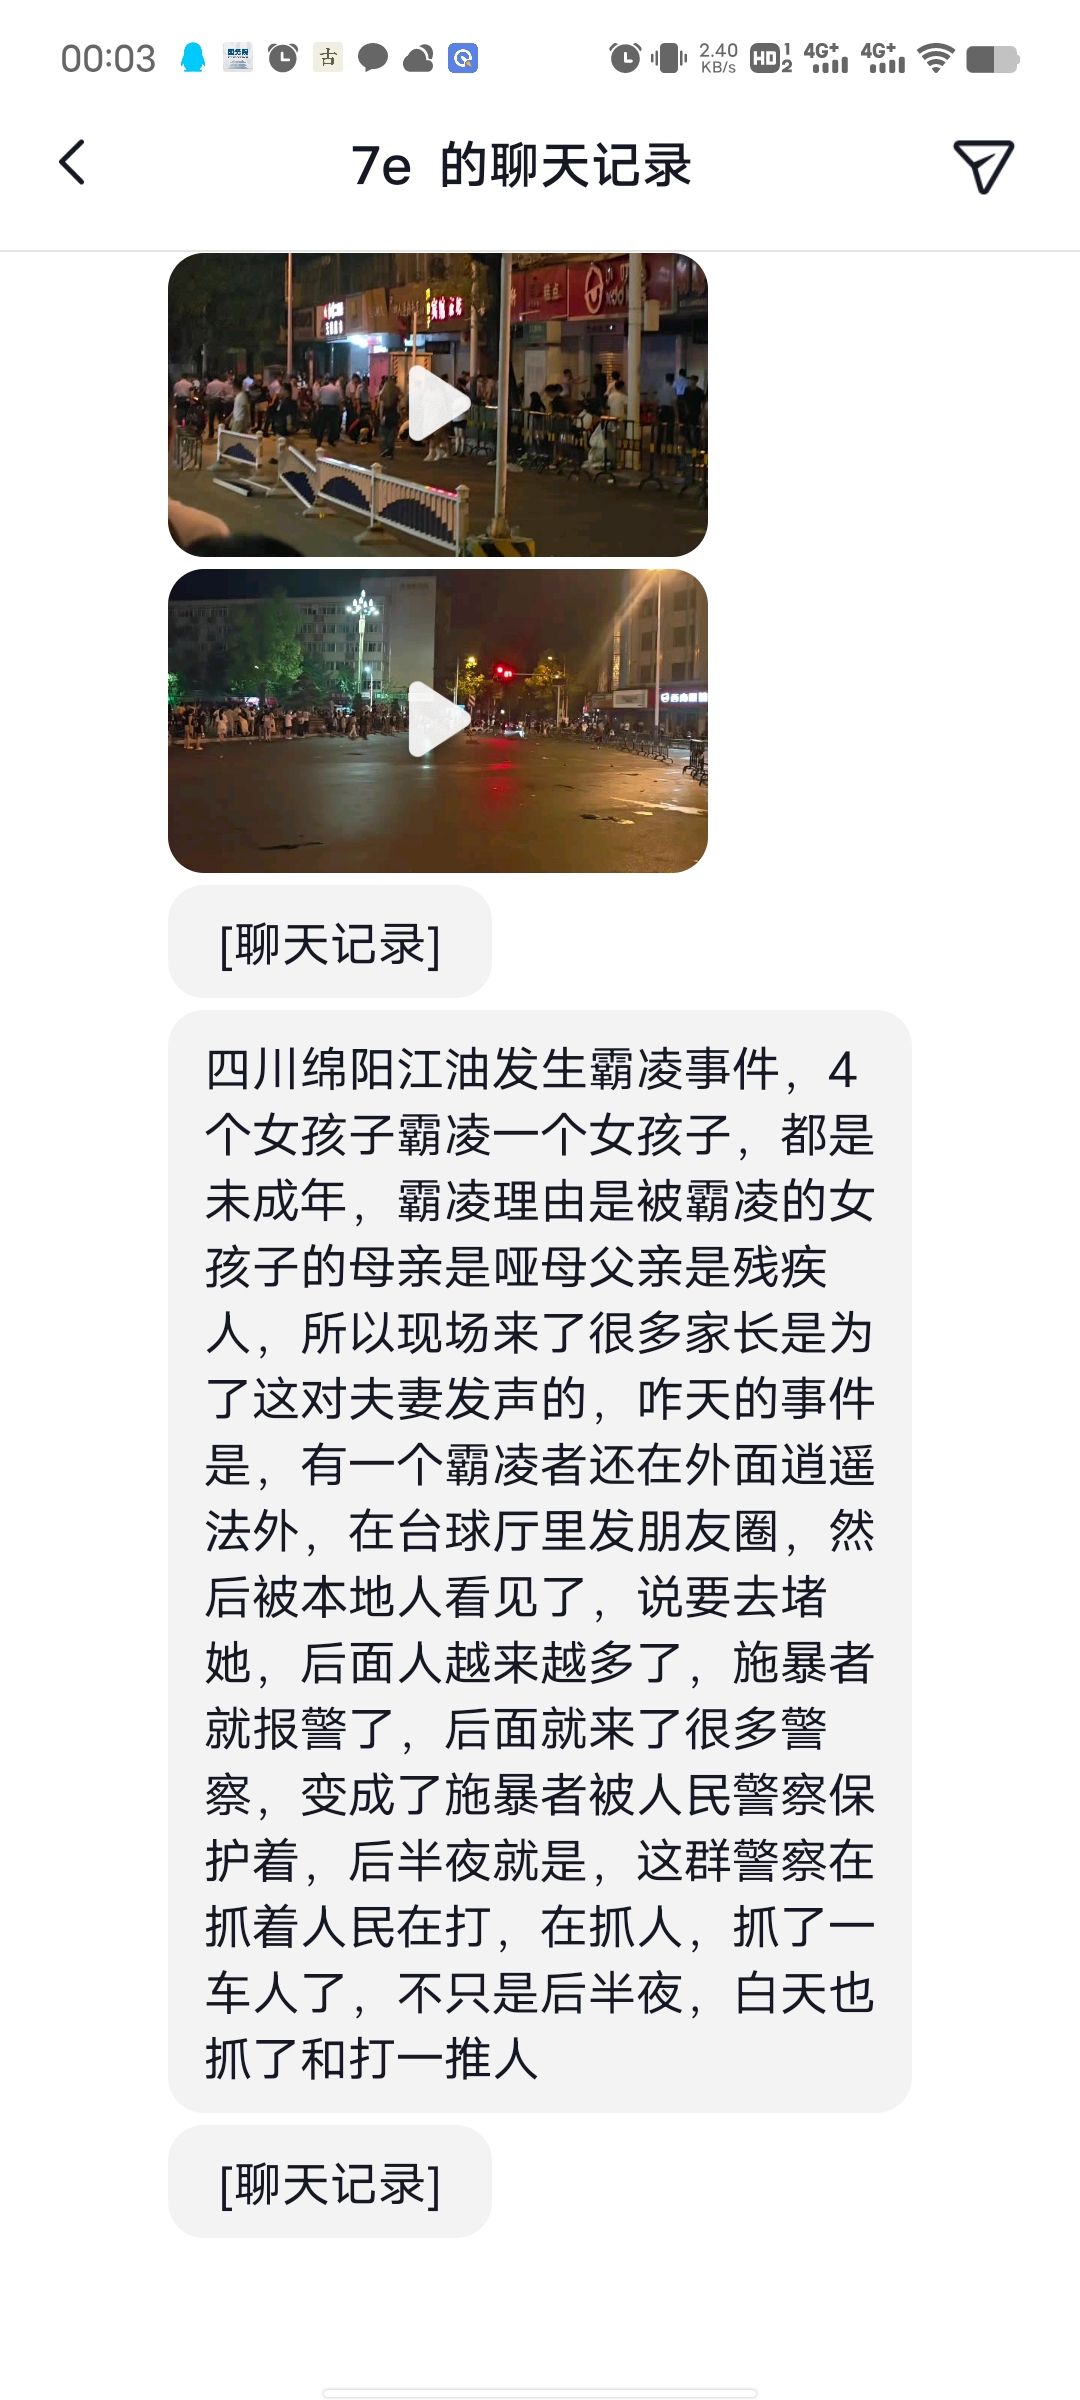 00:03
2.40
KB/s
HD 1
2
4G+
4G+
7e 的聊天记录
[聊天记录]
四川绵阳江油发生霸凌事件，4
个女孩子霸凌一个女孩子，都是
未成年，霸凌理由是被霸凌的女
孩子的母亲是哑母父亲是残疾
人，所以现场来了很多家长是为
了这对夫妻发声的，咋天的事件
是，有一个霸凌者还在外面逍遥
法外，在台球厅里发朋友圈，然
后被本地人看见了，说要去堵
她，后面人越来越多了，施暴者
就报警了，后面就来了很多警
察，变成了施暴者被人民警察保
护着，后半夜就是，这群警察在
抓着人民在打，在抓人，抓了一
车人了，不只是后半夜，白天也
抓了和打一推人
[聊天记录]